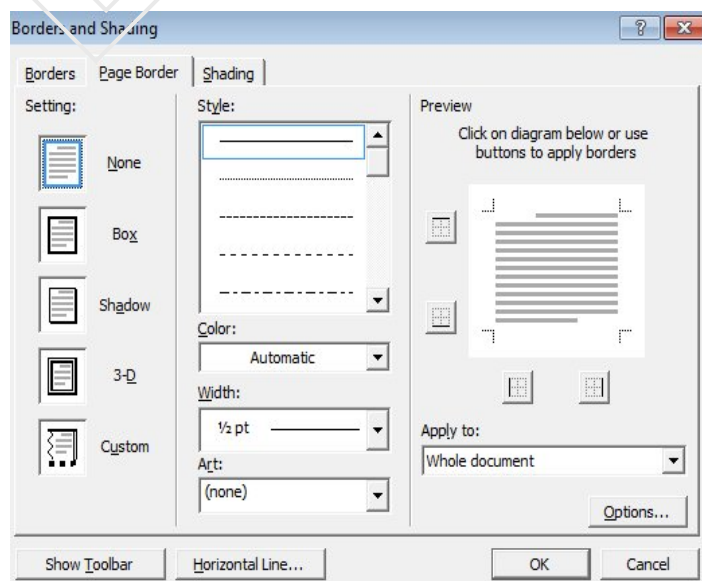 Borders and Shading
Borders
Page Border
Shading
Setting:
None
Box
Shadow
3-D
Custom
Style:
Color:
Automatic
Width:
½ pt
Art:
(none)
Preview
Click on diagram below or use
buttons to apply borders
Apply to:
Whole document
Options...
Show Toolbar
Horizontal Line...
OK
Cancel